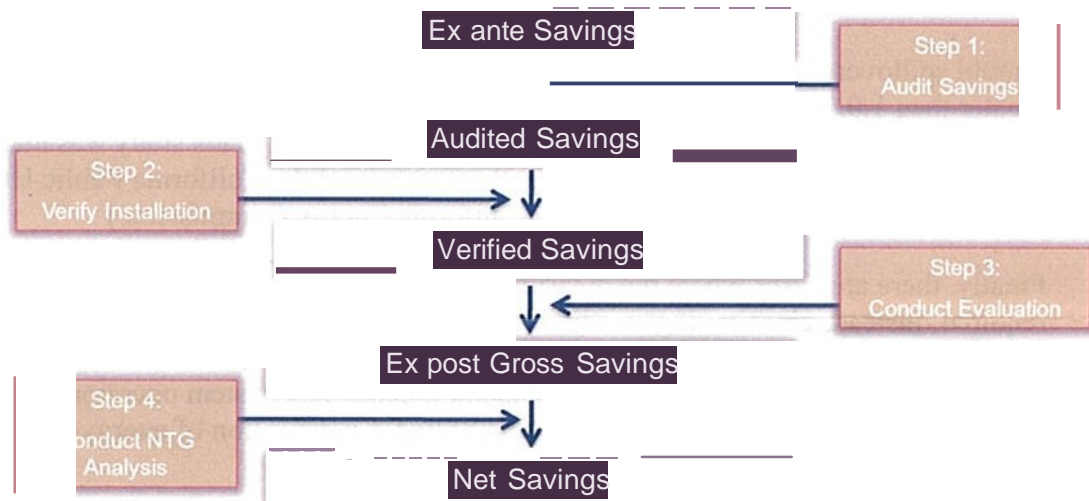 Ex ante Savings
Step 1:
Audit Savings
Audited Savings
Step 2:
Verify Installation
Verified Savings
Step 3:
Conduct Evaluation
Ex post Gross Savings
Step 4:
onduct NTG
Analysis
Net Savings